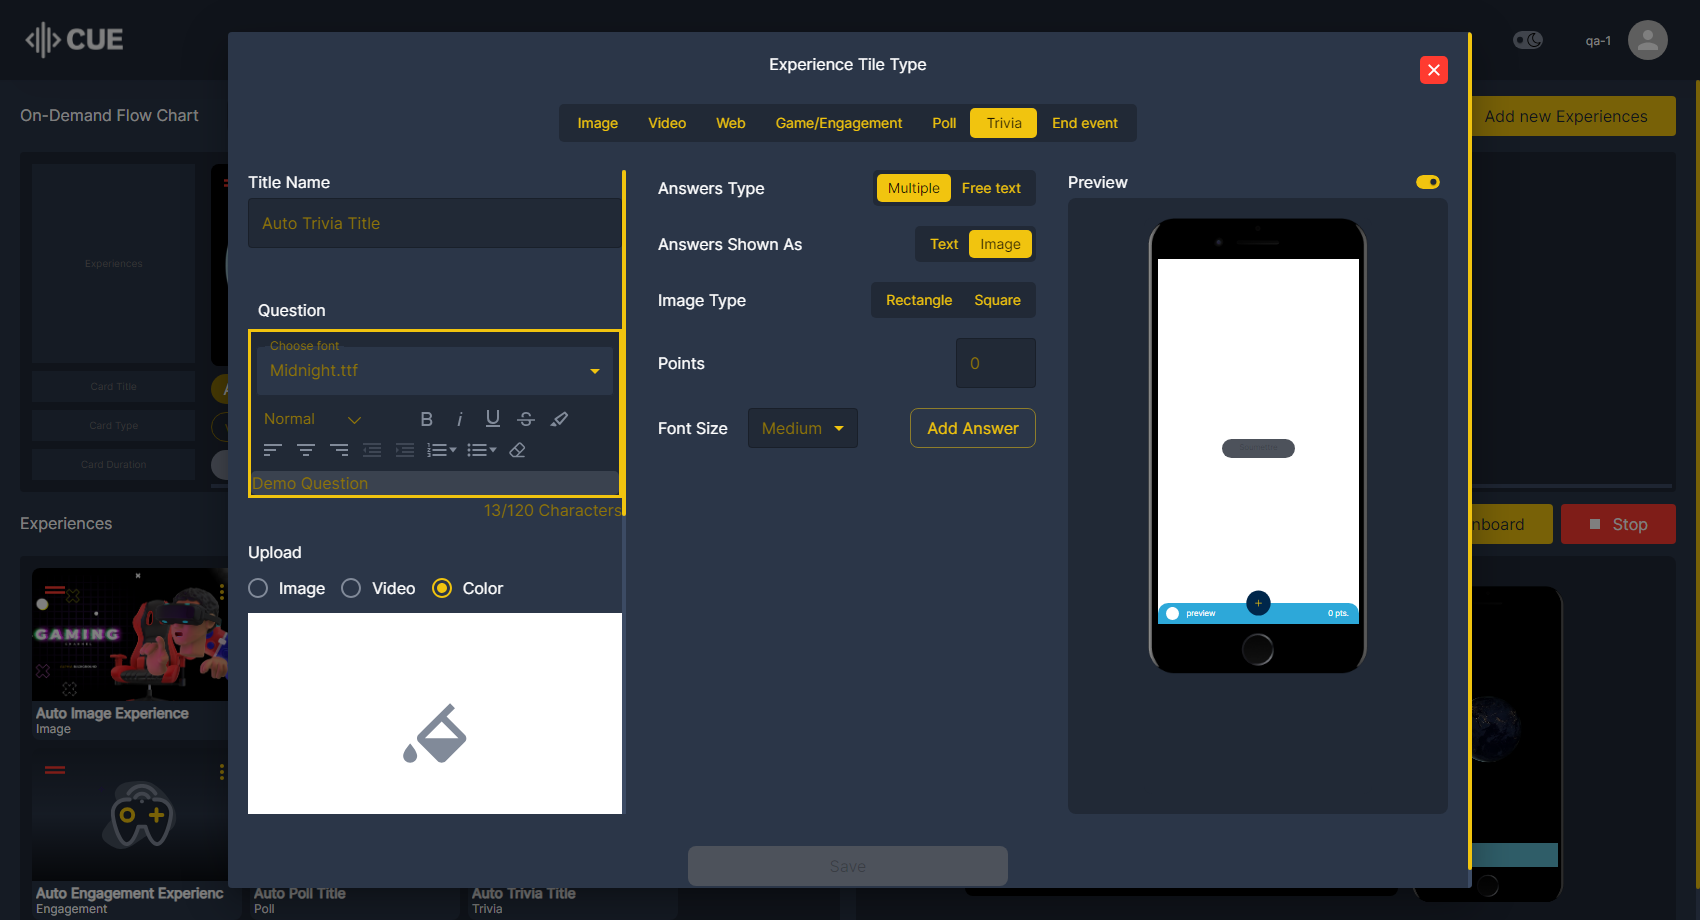 CUE
Experience Tile Type
qa-1
Image Video Web Game/Engagement Poll Trivia End event
On-Demand Flow Chart
Add new Experiences
Title Name
Auto Trivia Title
Answers Type
Multiple Free text
Preview
Answers Shown As
Text Image
Experiences
Image Type
Rectangle Square
Question
Choose font
Midnight.ttf
Points
0
Normal
Font Size
Medium
Add Answer
Card Title
Card Type
Card Duration
Demo Question
13/120 Characters
Experiences
nboard
Stop
Upload
Image Video Color
preview
0 pts.
GAMING
Auto Image Experience
Image
Save
Auto Engagement Experienc
Engagement
Auto Poll Title
Poll
Auto Trivia Title
Trivia